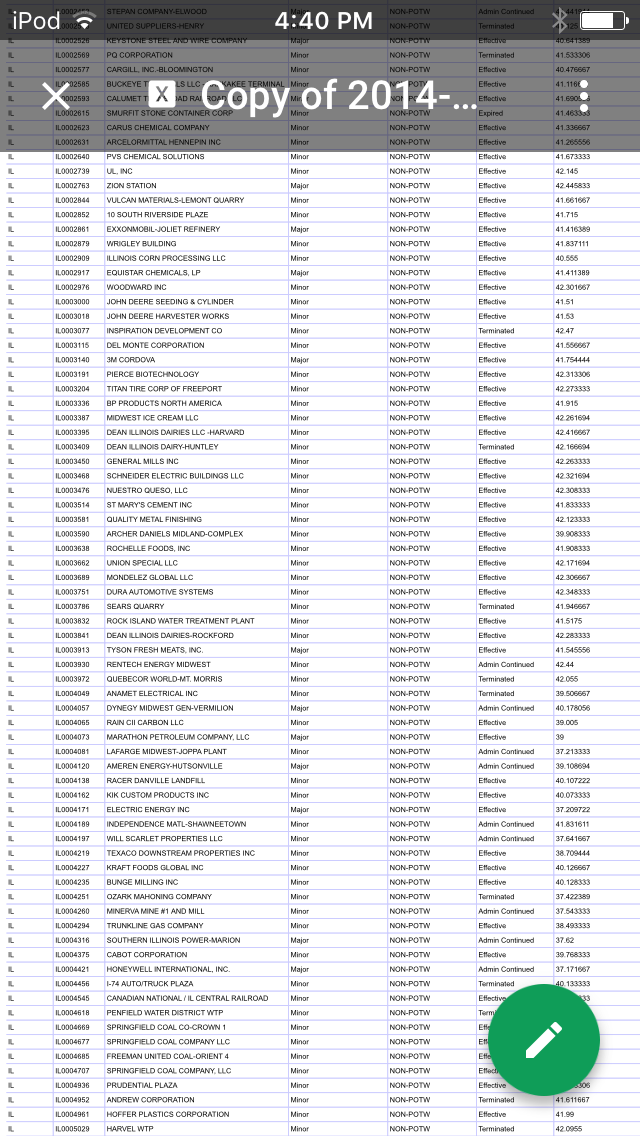 iPod 4:40 PM
STEPAN COMPANY-ELWOOD Admin Continued
UNITED SUPPLIERS-HENRY Minor NON-POTW Terminated
IL IL0002526 KEYSTONE STEEL AND WIRE COMPANY Major NON-POTW Effective 40.641389
IL IL0002569 PQ CORPORATION Minor NON-POTW Terminated 41.533306
IL IL0002577 CARGILL, INC.-BLOOMINGTON Minor NON-POTW Effective 40.476667
IL IL0002585 BUCKEYE TERMINALS LLC - KANKAKEE TERMINAL Minor NON-POTW Effective
IL IL0002593 CALUMET Minor NON-POTW Effective
Copy of 2014-...
IL IL0002615 SMURFIT STONE CONTAINER CORP Minor NON-POTW Expired 41.463333
IL IL0002623 CARUS CHEMICAL COMPANY Minor NON-POTW Effective 41.336667
IL IL0002631 ARCELORMITTAL HENNEPIN INC Major NON-POTW Effective 41.265556
IL IL0002640 PVS CHEMICAL SOLUTIONS Minor NON-POTW Effective 41.673333
IL IL0002739 UL, INC Minor NON-POTW Effective 42.145
IL IL0002763 ZION STATION Major NON-POTW Effective 42.445833
IL IL0002844 VULCAN MATERIALS-LEMONT QUARRY Minor NON-POTW Effective 41.661667
IL IL0002852 10 SOUTH RIVERSIDE PLAZE Minor NON-POTW Effective 41.715
IL IL0002861 EXXONMOBIL-JOLIET REFINERY Major NON-POTW Effective 41.416389
IL IL0002879 WRIGLEY BUILDING Minor NON-POTW Effective 41.837111
IL IL0002909 ILLINOIS CORN PROCESSING LLC Minor NON-POTW Effective 40.555
IL IL0002917 EQUISTAR CHEMICALS, LP Major NON-POTW Effective 41.411389
IL IL0002976 WOODWARD INC Minor NON-POTW Effective 42.301667
IL IL0003000 JOHN DEERE SEEDING & CYLINDER Minor NON-POTW Effective 41.51
IL IL0003018 JOHN DEERE HARVESTER WORKS Minor NON-POTW Effective 41.53
IL IL0003077 INSPIRATION DEVELOPMENT CO Minor NON-POTW Terminated 42.47
IL IL0003115 DEL MONTE CORPORATION Minor NON-POTW Effective 41.556667
IL IL0003140 3M CORDOVA Major NON-POTW Effective 41.754444
IL IL0003191 PIERCE BIOTECHNOLOGY Minor NON-POTW Effective 42.313306
IL IL0003204 TITAN TIRE CORP OF FREEPORT Minor NON-POTW Effective 42.273333
IL IL0003336 BP PRODUCTS NORTH AMERICA Minor NON-POTW Effective 41.915
IL IL0003387 MIDWEST ICE CREAM LLC Minor NON-POTW Effective 42.261694
IL IL0003395 DEAN ILLINOIS DAIRIES LLC -HARVARD Minor NON-POTW Effective 42.416667
IL IL0003409 DEAN ILLINOIS DAIRY-HUNTLEY Minor NON-POTW Terminated 42.166694
IL IL0003450 GENERAL MILLS INC Minor NON-POTW Effective 42.263333
IL IL0003468 SCHNEIDER ELECTRIC BUILDINGS LLC Minor NON-POTW Effective 42.321694
IL IL0003476 NUESTRO QUESO, LLC Minor NON-POTW Effective 42.308333
IL IL0003514 ST MARY'S CEMENT INC Minor NON-POTW Effective 41.833333
IL IL0003581 QUALITY METAL FINISHING Minor NON-POTW Effective 42.123333
IL IL0003590 ARCHER DANIELS MIDLAND-COMPLEX Minor NON-POTW Effective 39.908333
IL IL0003638 ROCHELLE FOODS, INC Minor NON-POTW Effective 41.908333
IL IL0003662 UNION SPECIAL LLC Minor NON-POTW Effective 42.171694
IL IL0003689 MONDELEZ GLOBAL LLC Minor NON-POTW Effective 42.306667
IL IL0003751 DURA AUTOMOTIVE SYSTEMS Minor NON-POTW Effective 42.348333
IL IL0003786 SEARS QUARRY Minor NON-POTW Terminated 41.946667
IL IL0003832 ROCK ISLAND WATER TREATMENT PLANT Minor NON-POTW Effective 41.5175
IL IL0003841 DEAN ILLINOIS DAIRIES-ROCKFORD Minor NON-POTW Effective 42.283333
IL IL0003913 TYSON FRESH MEATS, INC. Major NON-POTW Effective 41.545556
IL IL0003930 RENTECH ENERGY MIDWEST Minor NON-POTW Admin Continued 42.44
IL IL0003972 QUEBECOR WORLD-MT. MORRIS Minor NON-POTW Terminated 42.055
IL IL0004049 ANAMET ELECTRICAL INC Minor NON-POTW Terminated 39.506667
IL IL0004057 DYNEGY MIDWEST GEN-VERMILION Major NON-POTW Admin Continued 40.178056
IL IL0004065 RAIN CII CARBON LLC Minor NON-POTW Effective 39.005
IL IL0004073 MARATHON PETROLEUM COMPANY, LLC Major NON-POTW Effective 39
IL IL0004081 LAFARGE MIDWEST-JOPPA PLANT Minor NON-POTW Admin Continued 37.213333
IL IL0004120 AMEREN ENERGY-HUTSONVILLE Major NON-POTW Admin Continued 39.108694
IL IL0004138 RACER DANVILLE LANDFILL Minor NON-POTW Effective 40.107222
IL IL0004162 KIK CUSTOM PRODUCTS INC Minor NON-POTW Effective 40.073333
IL IL0004171 ELECTRIC ENERGY INC Major NON-POTW Effective 37.209722
IL IL0004189 INDEPENDENCE MATL-SHAWNEETOWN Minor NON-POTW Admin Continued 41.831611
IL IL0004197 WILL SCARLET PROPERTIES LLC Minor NON-POTW Admin Continued 37.641667
IL IL0004219 TEXACO DOWNSTREAM PROPERTIES INC Minor NON-POTW Effective 38.709444
IL IL0004227 KRAFT FOODS GLOBAL INC Minor NON-POTW Effective 40.126667
IL IL0004235 BUNGE MILLING INC Minor NON-POTW Effective 40.128333
IL IL0004251 OZARK MAHONING COMPANY Minor NON-POTW Terminated 37.422389
IL IL0004260 MINERVA MINE #1 AND MILL Minor NON-POTW Admin Continued 37.543333
IL IL0004294 TRUNKLINE GAS COMPANY Minor NON-POTW Effective 38.493333
IL IL0004316 SOUTHERN ILLINOIS POWER-MARION Major NON-POTW Admin Continued 37.62
IL IL0004375 CABOT CORPORATION Minor NON-POTW Effective 39.768333
IL IL0004421 HONEYWELL INTERNATIONAL, INC. Major NON-POTW Admin Continued 37.171667
IL IL0004456 I-74 AUTO/TRUCK PLAZA Minor NON-POTW Terminated 40.133333
IL IL0004545 CANADIAN NATIONAL / IL CENTRAL RAILROAD Minor NON-POTW Effective
IL IL0004618 PENFIELD WATER DISTRICT WTP Minor NON-POTW
IL IL0004669 SPRINGFIELD COAL CO-CROWN 1 Minor NON-POTW
IL IL0004677 SPRINGFIELD COAL COMPANY LLC Minor NON-POTW
IL IL0004685 FREEMAN UNITED COAL-ORIENT 4 Minor NON-POTW
IL IL0004707 SPRINGFIELD COAL COMPANY, LLC Minor NON-POTW
IL IL0004936 PRUDENTIAL PLAZA Minor NON-POTW Effective
IL IL0004952 ANDREW CORPORATION Minor NON-POTW Terminated 41.611667
IL IL0004961 HOFFER PLASTICS CORPORATION Minor NON-POTW Effective 41.99
IL IL0005029 HARVEL WTP Minor NON-POTW Terminated 42.0955